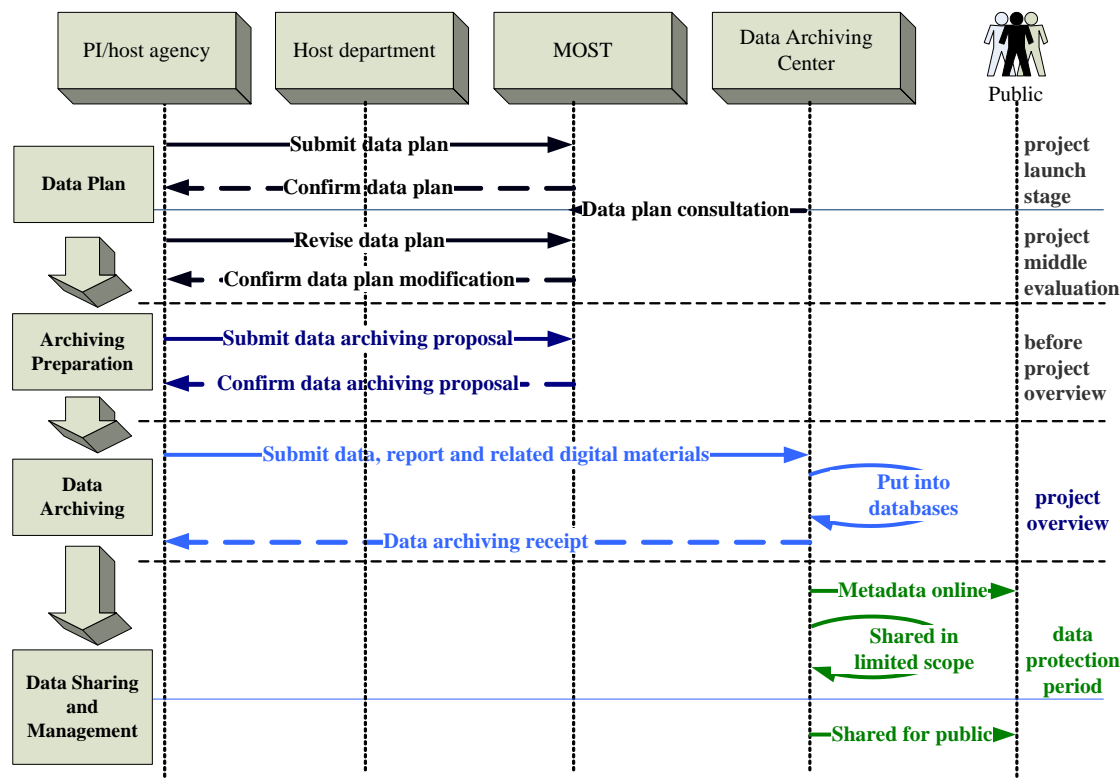 PI/host agency
Host department
MOST
Data Archiving
Center
Public
Submit data plan
project
launch
stage
Data Plan
Confirm data plan
Data plan consultation
Revise data plan
project
middle
evaluation
Confirm data plan modification
Archiving
Preparation
Submit data archiving proposal
before
project
overview
Confirm data archiving proposal
Submit data, report and related digital materials
Data
Archiving
Put into
databases
project
overview
Data archiving receipt
Metadata online
Shared in
limited scope
data
protection
period
Data Sharing
and
Management
Shared for public